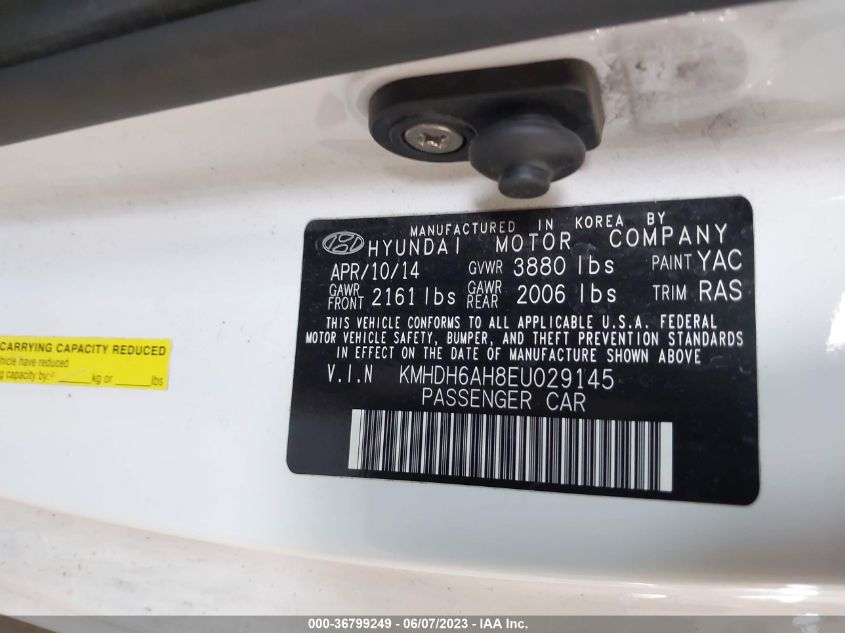 MANUFACTURED IN KOREA BY
HYUNDAI MOTOR COMPANY
APR/10/14 GVWR 3880 lbs PAINT YAC
GAWR FRONT 2161 lbs GAWR REAR 2006 lbs TRIM RAS
THIS VEHICLE CONFORMS TO ALL APPLICABLE U.S.A. FEDERAL
MOTOR VEHICLE SAFETY, BUMPER, AND THEFT PREVENTION STANDARDS
IN EFFECT ON THE DATE OF MANUFACTURE SHOWN ABOVE
V.I.N KMHDH6AH8EU029145
PASSENGER CAR
CARRYING CAPACITY REDUCED
have reduced
capacity by: kg or ______lbs
000-36799249 - 06/07/2023 - IAA Inc.